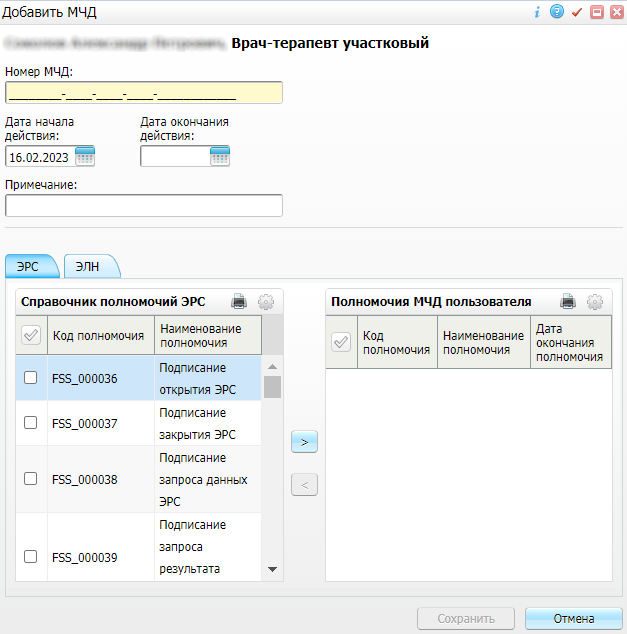 Добавить МЧД
Врач-терапевт участковый
Номер МЧД:
________-____-____-____-____________
Дата начала
действия:
Дата окончания
действия:
16.02.2023
Примечание:
ЭРС
ЭЛН
Справочник полномочий ЭРС
Код полномочия
Наименование
полномочия
FSS_000036
Подписание
открытия ЭРС
FSS_000037
Подписание
закрытия ЭРС
FSS_000038
Подписание
запроса данных
ЭРС
FSS_000039
Подписание
запроса
результата
>
<
Полномочия МЧД пользователя
Код
полномочия
Наименование
полномочия
Дата
окончания
полномочия
Сохранить
Отмена